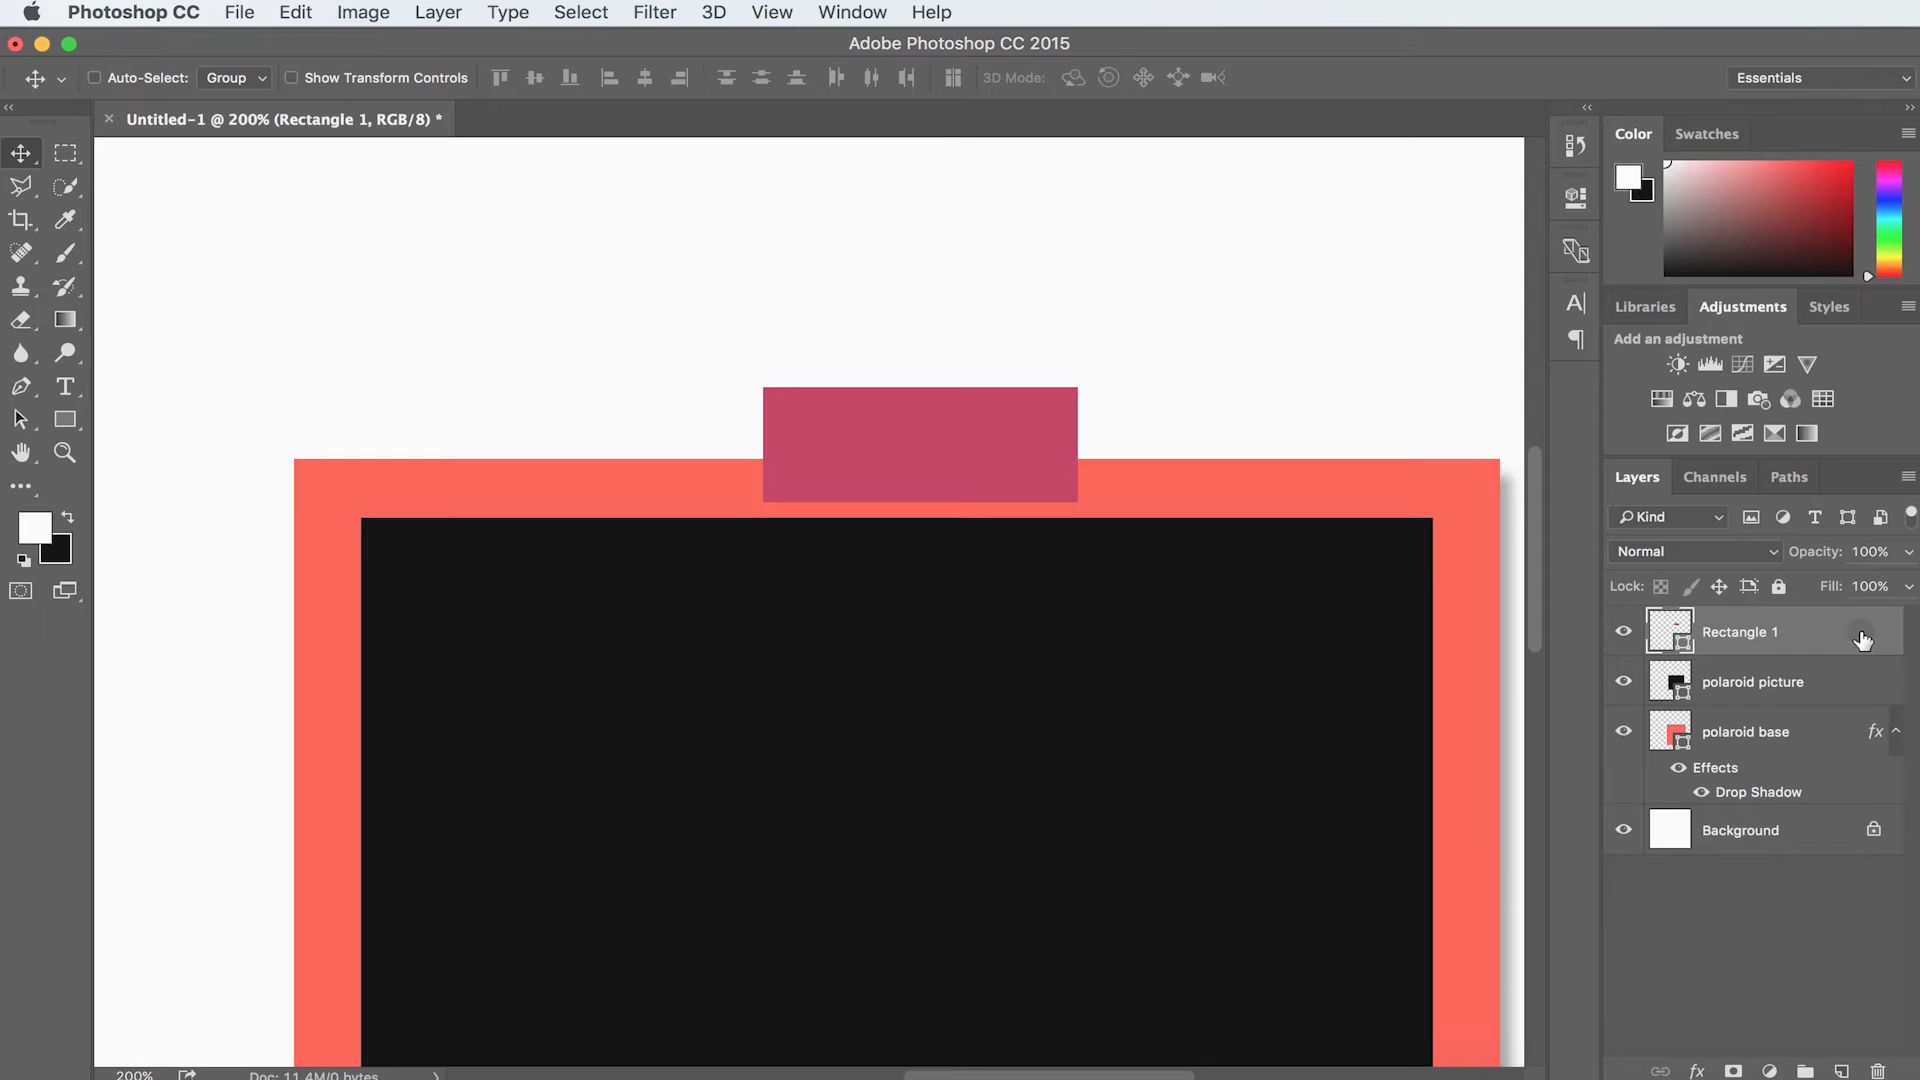 Photoshop CC File Edit Image Layer Type Select Filter 3D View Window Help
Adobe Photoshop CC 2015
Auto-Select: Group Show Transform Controls 3D Mode: Essentials
Untitled-1 @ 200% (Rectangle 1, RGB/8) *
Color Swatches
Libraries Adjustments Styles
Add an adjustment
Layers Channels Paths
Kind
Normal Opacity: 100%
Lock: Fill: 100%
Rectangle 1
polaroid picture
polaroid base fx
Effects
Drop Shadow
Background
200% Doc: 11.4M/0 bytes
fx